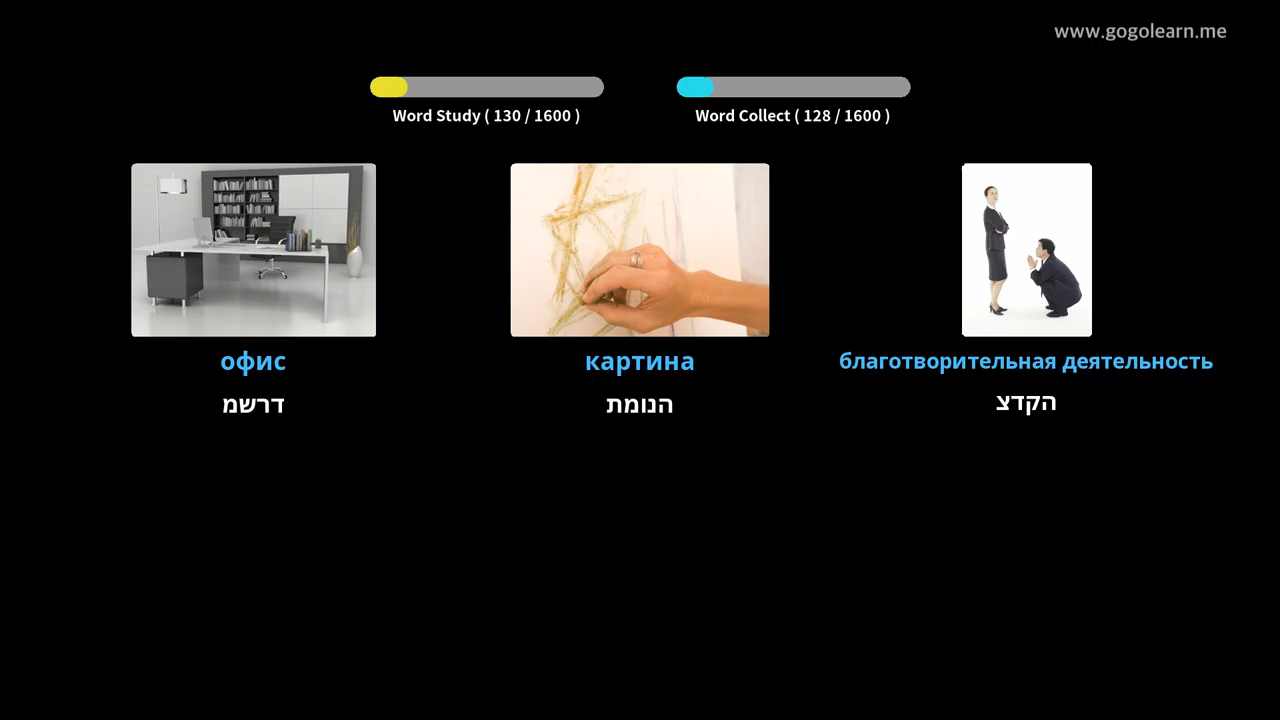 www.gogolearn.me
Word Study ( 130 / 1600 )
Word Collect ( 128 / 1600 )
офис
картина
благотворительная деятельность
דרשמ
הנומת
הקדצ